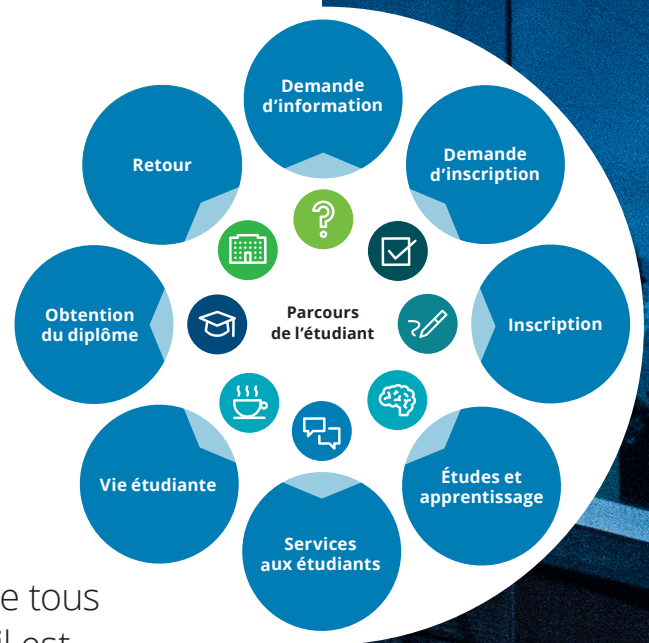 Demande
d'information
Demande
d'inscription
Inscription
Études et
apprentissage
Services
aux étudiants
Vie étudiante
Obtention
du diplôme
Retour
Parcours
de l'étudiant
e tous
il est